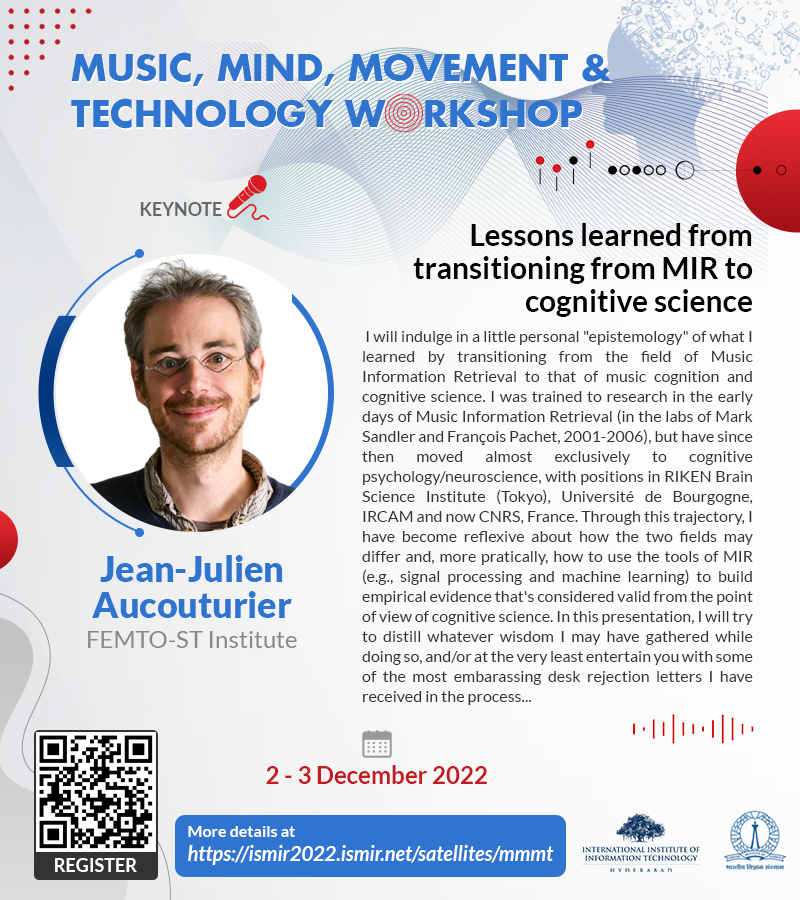 MUSIC, MIND, MOVEMENT &
TECHNOLOGY WORKSHOP
KEYNOTE
Lessons learned from
transitioning from MIR to
cognitive science
I will indulge in a little personal "epistemology" of what I
learned by transitioning from the field of Music
Information Retrieval to that of music cognition and
cognitive science. I was trained to research in the early
days of Music Information Retrieval (in the labs of Mark
Sandler and François Pachet, 2001-2006), but have since
then moved almost exclusively to cognitive
psychology/neuroscience, with positions in RIKEN Brain
Science Institute (Tokyo), Université de Bourgogne,
IRCAM and now CNRS, France. Through this trajectory, I
have become reflexive about how the two fields may
differ and, more pratically, how to use the tools of MIR
(e.g., signal processing and machine learning) to build
empirical evidence that's considered valid from the point
of view of cognitive science. In this presentation, I will try
to distill whatever wisdom I may have gathered while
doing so, and/or at the very least entertain you with some
of the most embarassing desk rejection letters I have
received in the process...
Jean-Julien
Aucouturier
FEMTO-ST Institute
2 - 3 December 2022
REGISTER
More details at
https://ismir2022.ismir.net/satellites/mmmt
INTERNATIONAL INSTITUTE OF
INFORMATION TECHNOLOGY
HYDERABAD
भारतीय विज्ञान संस्थान